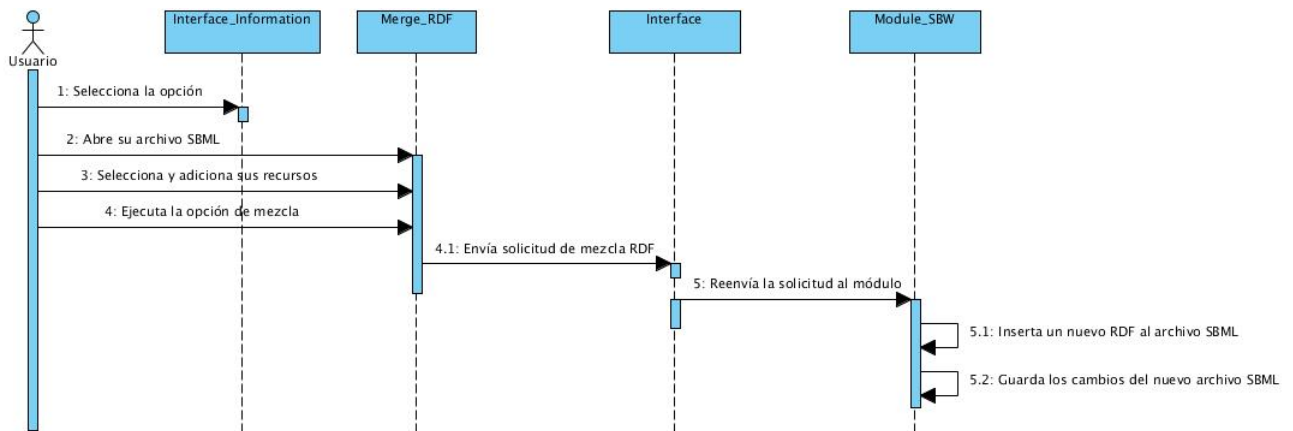 Interface_Information
Merge_RDF
Interface
Module_SBW
Usuario
1: Selecciona la opción
2: Abre su archivo SBML
3: Selecciona y adiciona sus recursos
4: Ejecuta la opción de mezcla
4.1: Envía solicitud de mezcla RDF
5: Reenvía la solicitud al módulo
5.1: Inserta un nuevo RDF al archivo SBML
5.2: Guarda los cambios del nuevo archivo SBML